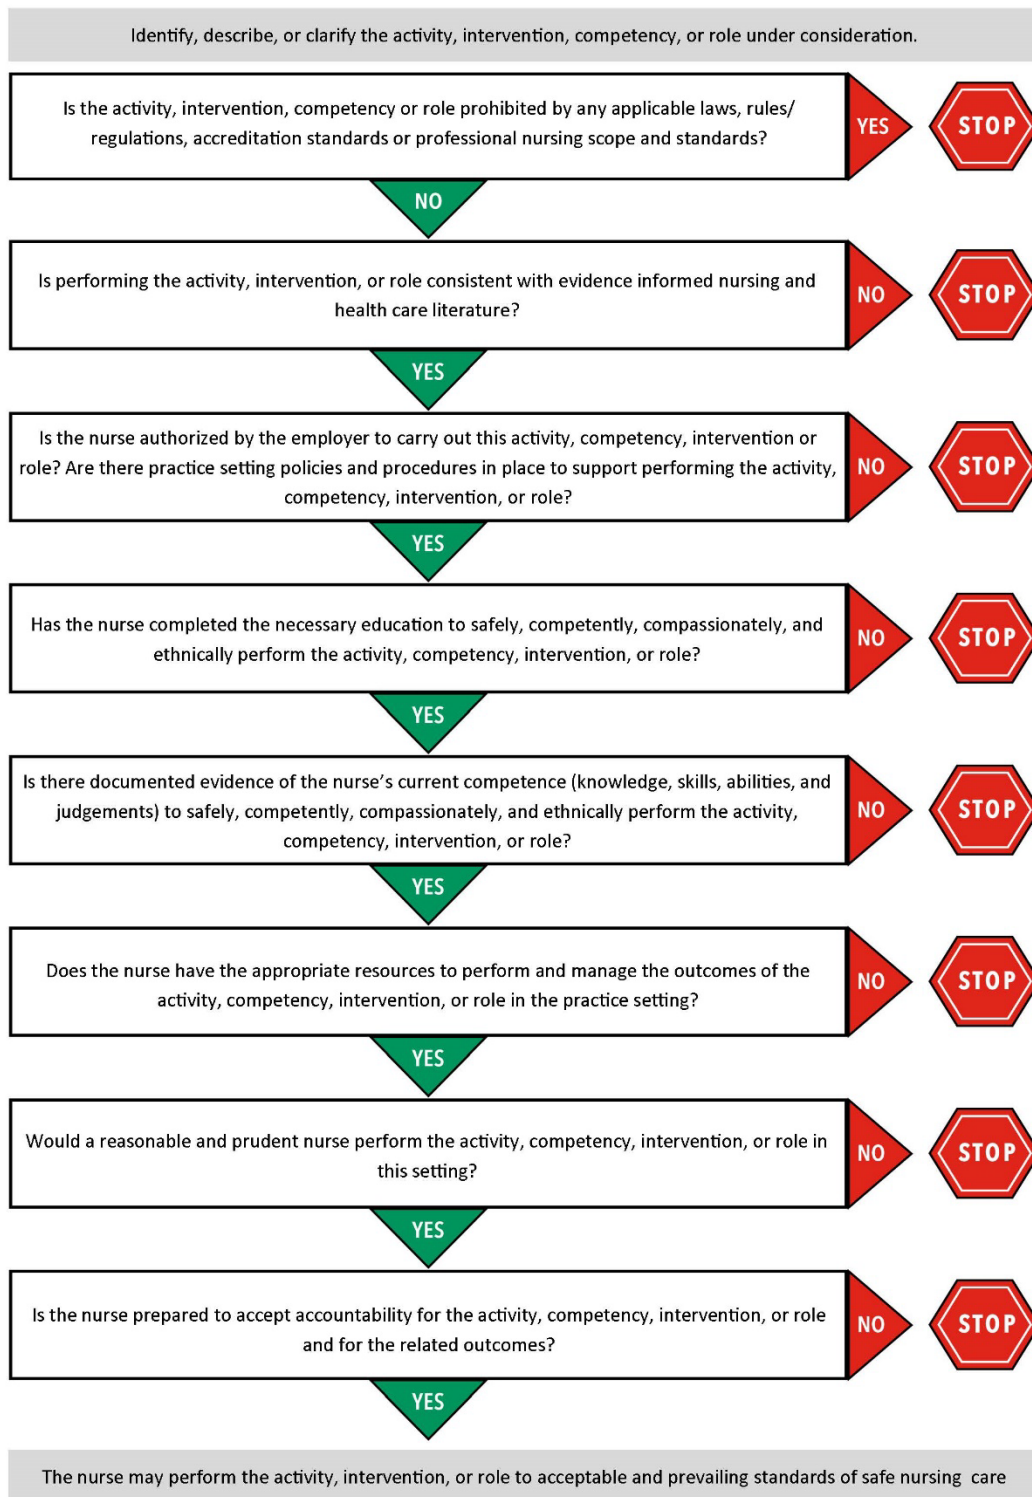 Identify, describe, or clarify the activity, intervention, competency, or role under consideration.
Is the activity, intervention, competency or role prohibited by any applicable laws, rules/
regulations, accreditation standards or professional nursing scope and standards?
YES
STOP
NO
Is performing the activity, intervention, or role consistent with evidence informed nursing and
health care literature?
NO
STOP
YES
Is the nurse authorized by the employer to carry out this activity, competency, intervention or
role? Are there practice setting policies and procedures in place to support performing the activity,
competency, intervention, or role?
NO
STOP
YES
Has the nurse completed the necessary education to safely, competently, compassionately, and
ethnically perform the activity, competency, intervention, or role?
NO
STOP
YES
Is there documented evidence of the nurse’s current competence (knowledge, skills, abilities, and
judgements) to safely, competently, compassionately, and ethnically perform the activity,
competency, intervention, or role?
NO
STOP
YES
Does the nurse have the appropriate resources to perform and manage the outcomes of the
activity, competency, intervention, or role in the practice setting?
NO
STOP
YES
Would a reasonable and prudent nurse perform the activity, competency, intervention, or role in
this setting?
NO
STOP
YES
Is the nurse prepared to accept accountability for the activity, competency, intervention, or role
and for the related outcomes?
NO
STOP
YES
The nurse may perform the activity, intervention, or role to acceptable and prevailing standards of safe nursing care